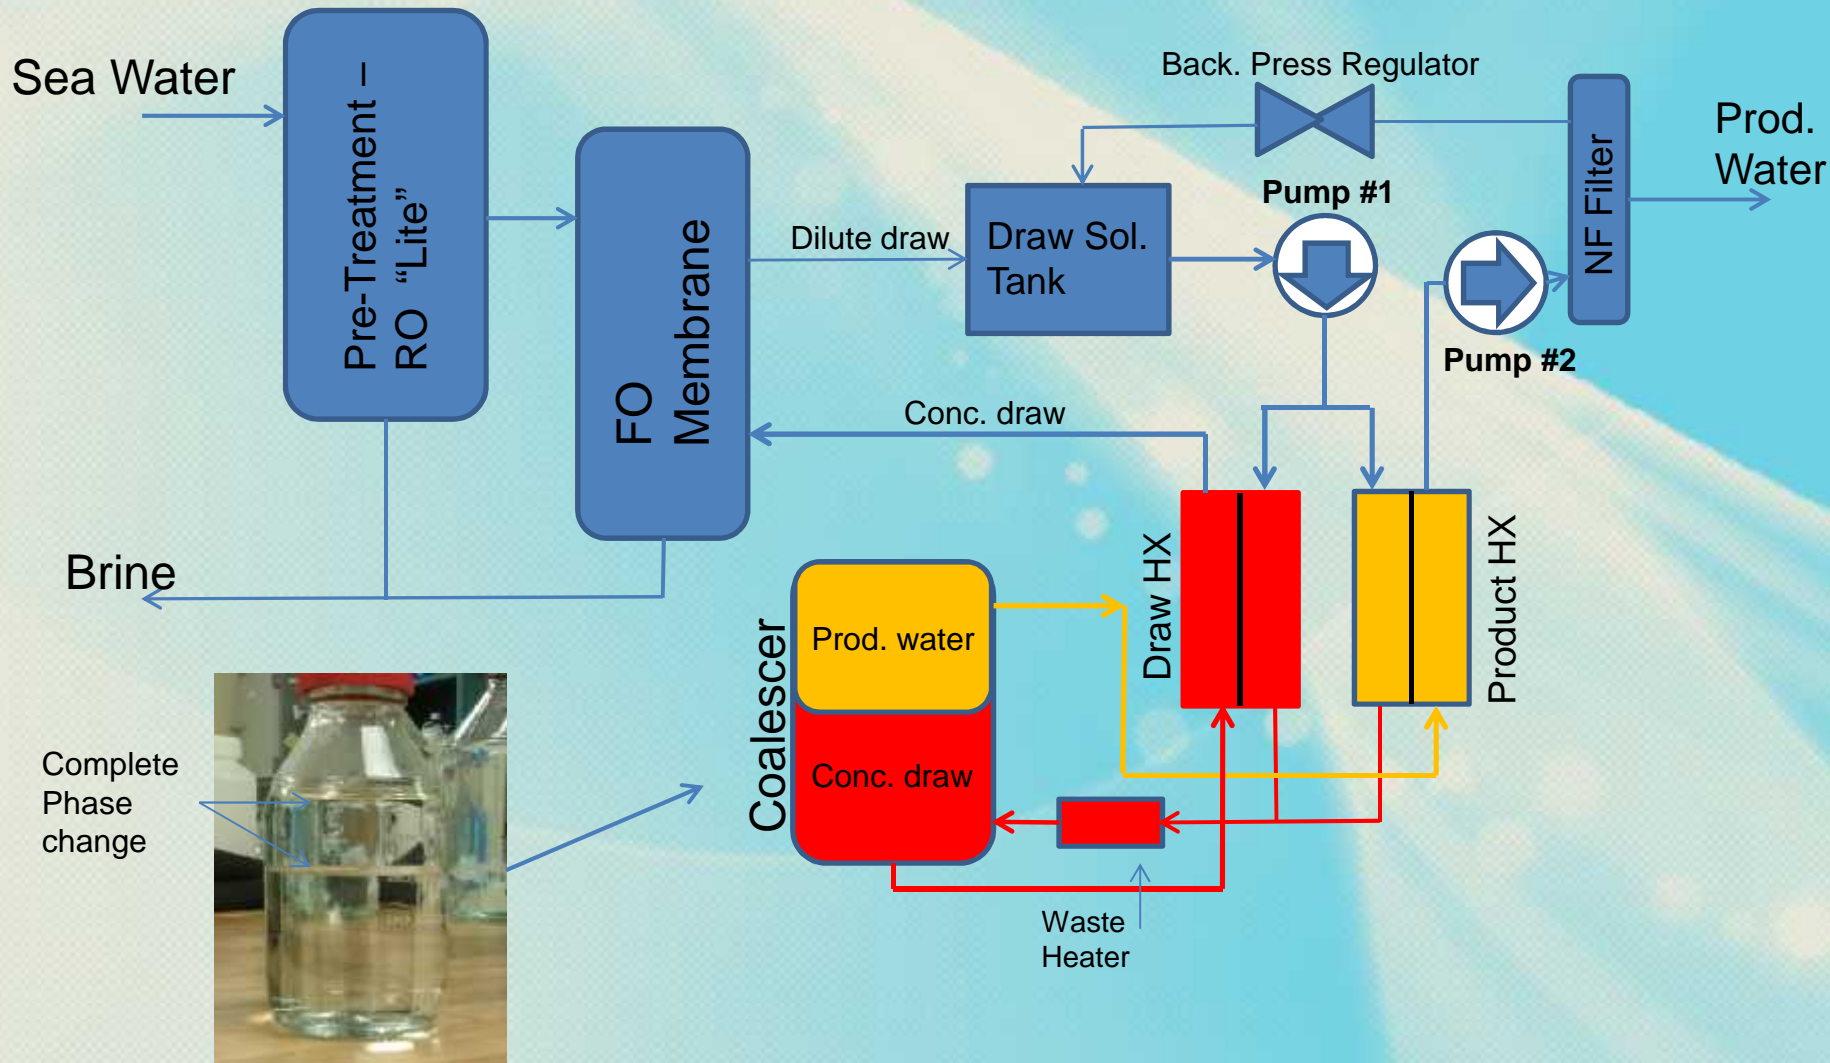 Sea Water
Pre-Treatment –
RO “Lite”
FO
Membrane
Brine
Dilute draw
Conc. draw
Draw Sol.
Tank
Back. Press Regulator
Pump #1
Pump #2
NF Filter
Prod.
Water
Draw HX
Product HX
Coalescer
Prod. water
Conc. draw
Waste
Heater
Complete
Phase
change